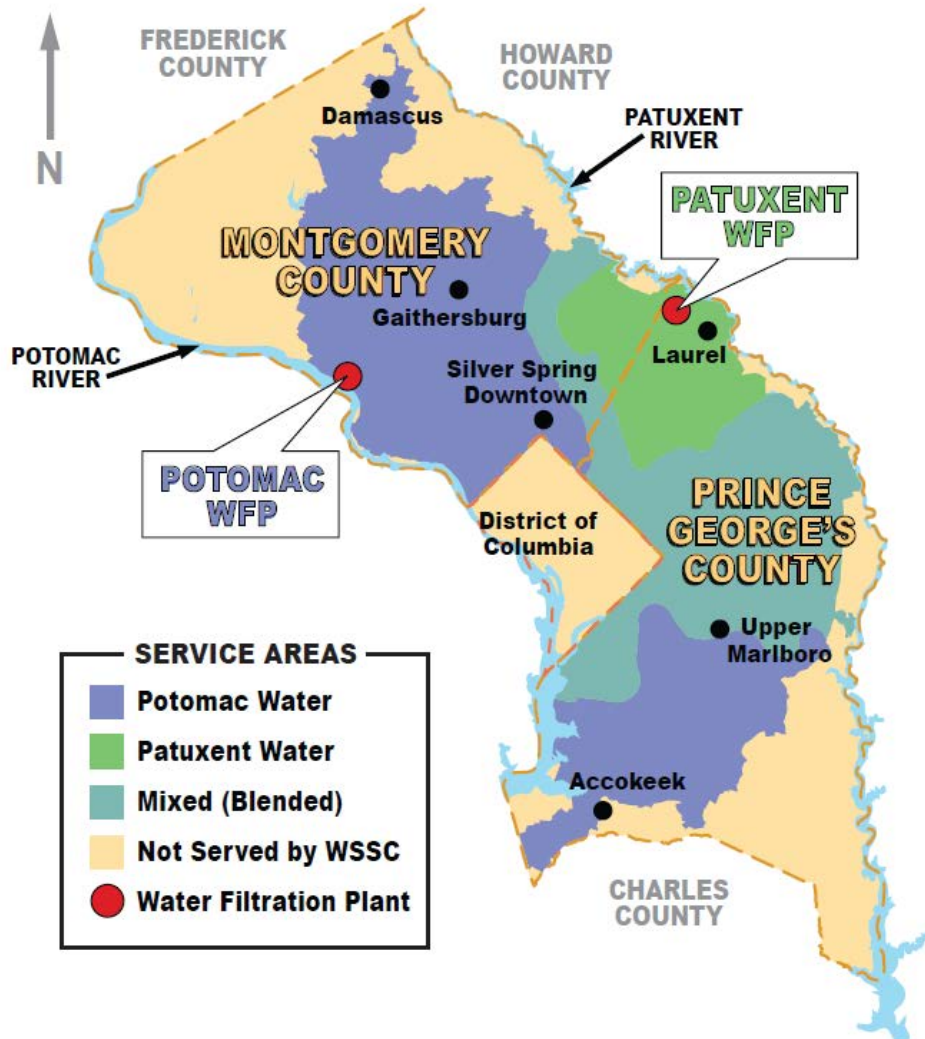 FREDERICK
COUNTY
HOWARD
COUNTY
N
Damascus
PATUXENT
RIVER
PATUXENT
WFP
MONTGOMERY
COUNTY
Gaithersburg
Laurel
POTOMAC
RIVER
Silver Spring
Downtown
POTOMAC
WFP
PRINCE
GEORGE'S
COUNTY
District of
Columbia
Upper
Marlboro
SERVICE AREAS
Potomac Water
Patuxent Water
Mixed (Blended)
Not Served by WSSC
Water Filtration Plant
Accokeek
CHARLES
COUNTY